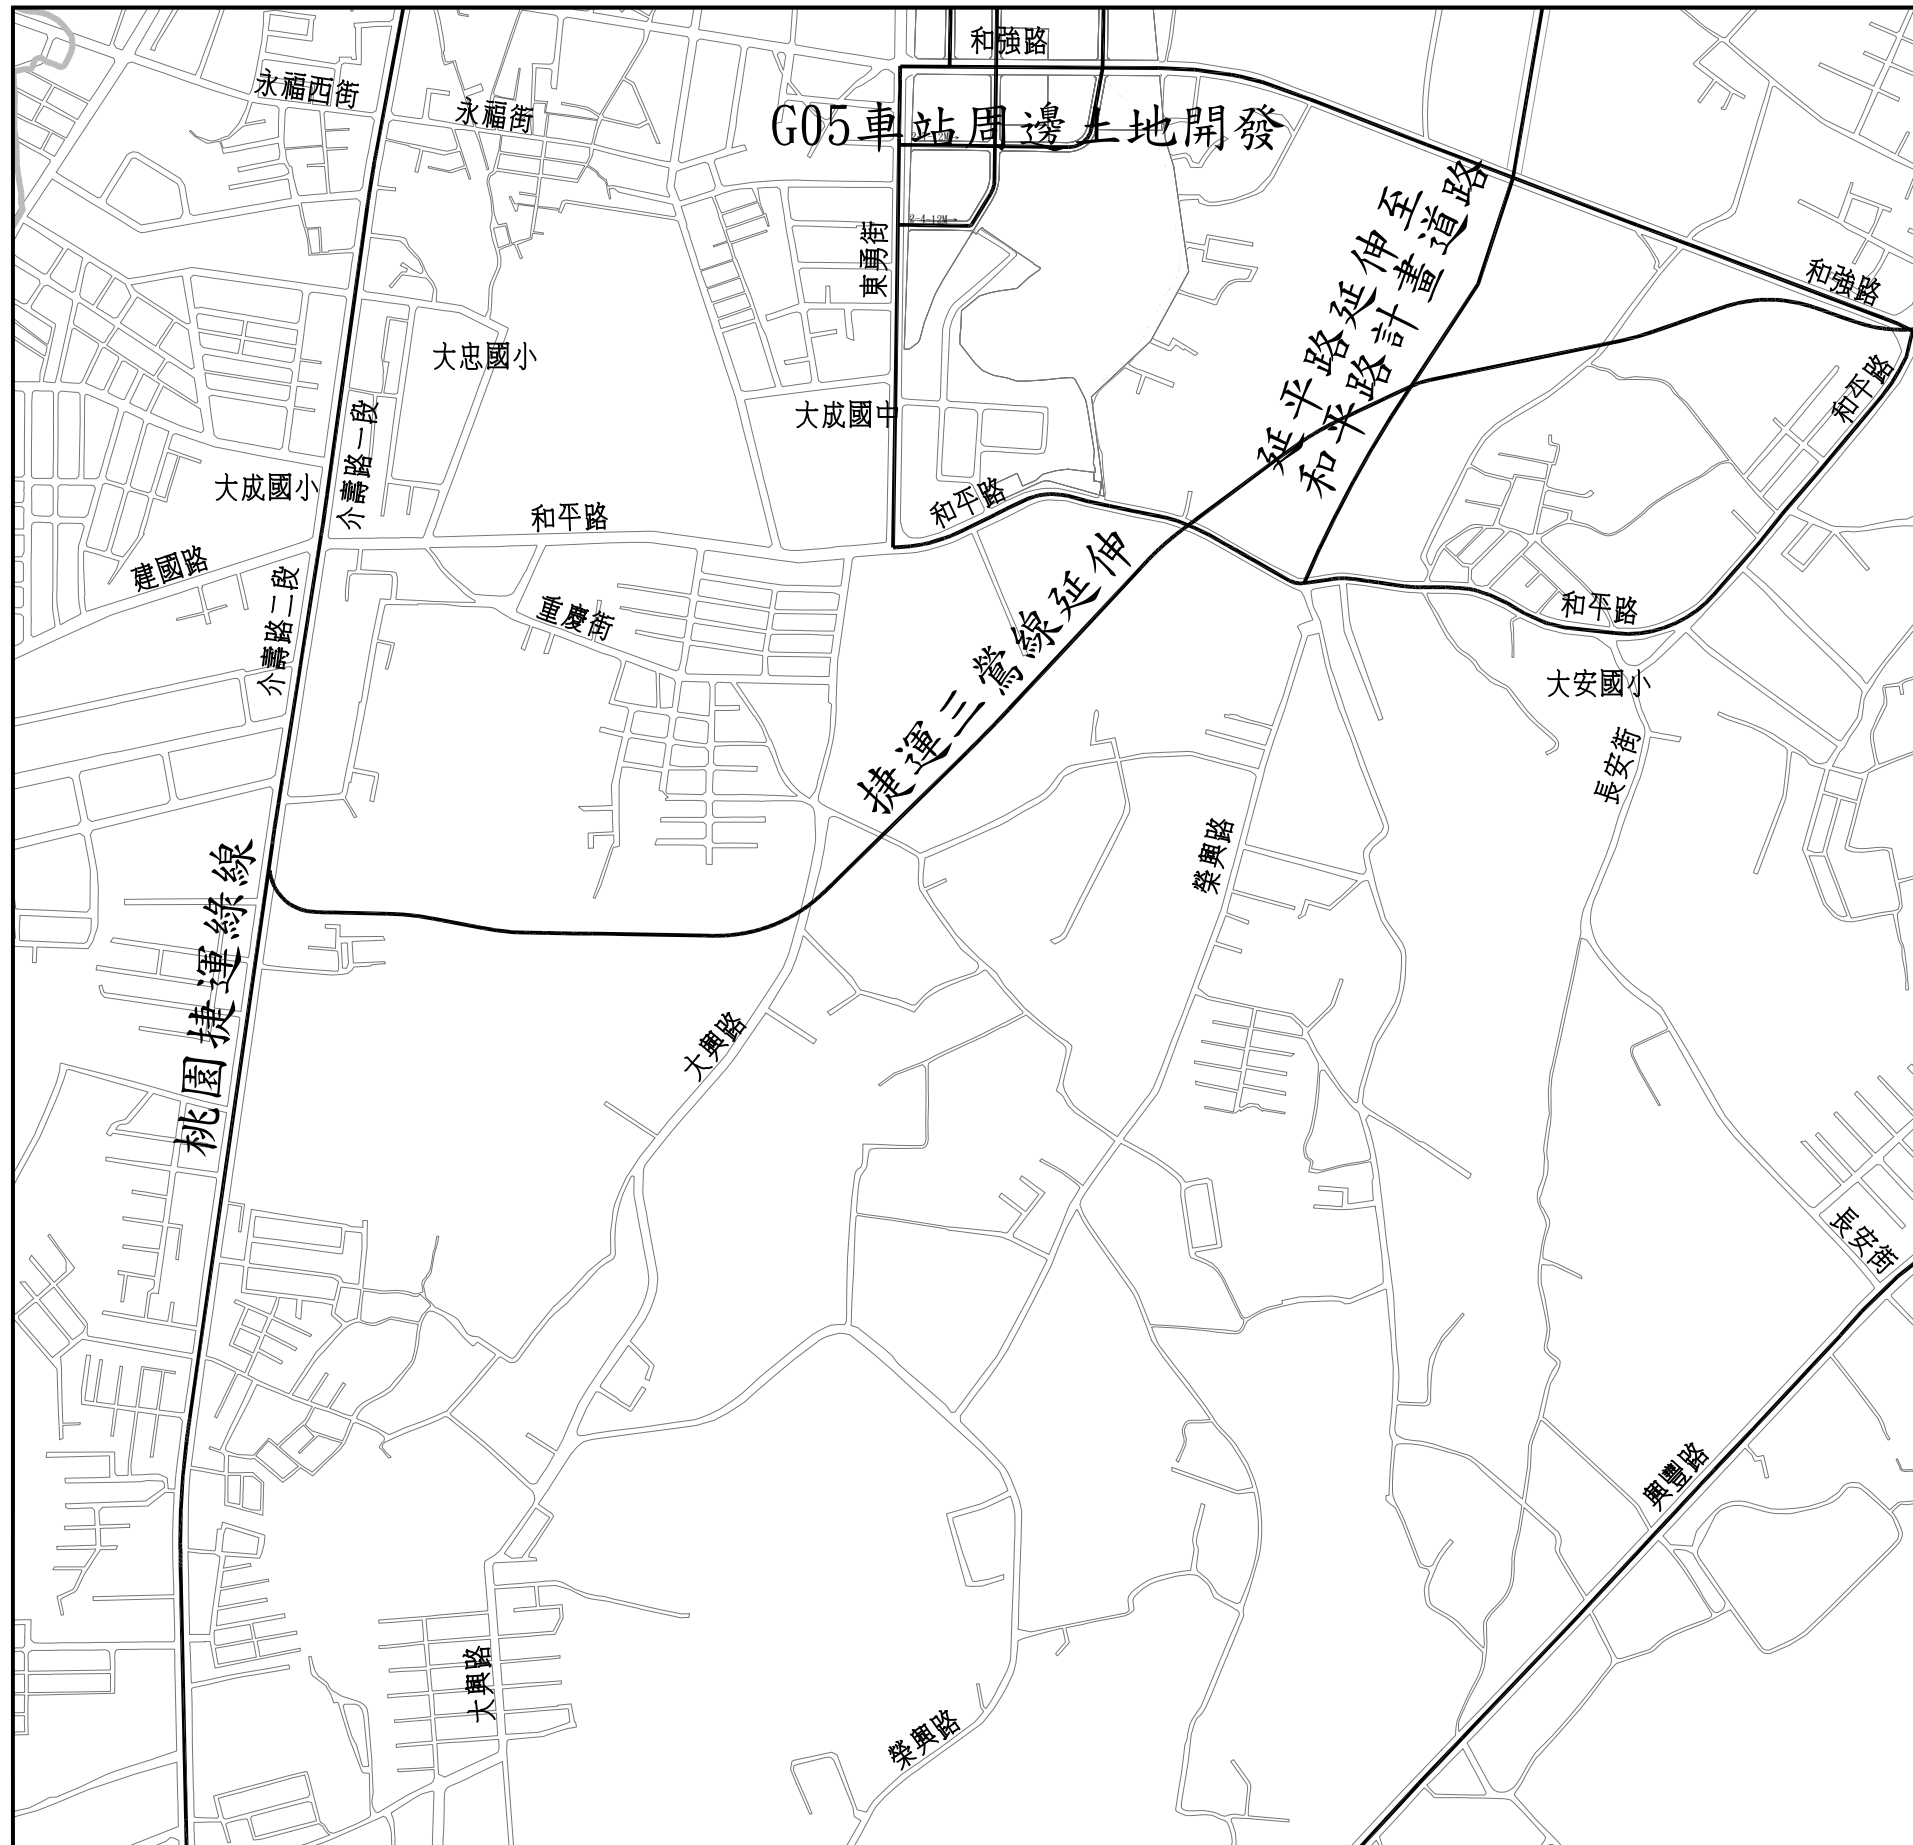 和強路
永福西街
永福街
G05車站周邊土地開發
2-4-12M→
東勇街
延平路延伸至
和平路計畫道路
和強路
大忠國小
大成國中
介壽路一段
和平路
大成國小
和平路
和平路
建國路
介壽路二段
重慶街
捷運三鶯線延伸
和平路
大安國小
長安街
榮興路
桃園捷運綠線
大興路
長安街
興豐路
大興路
榮興路